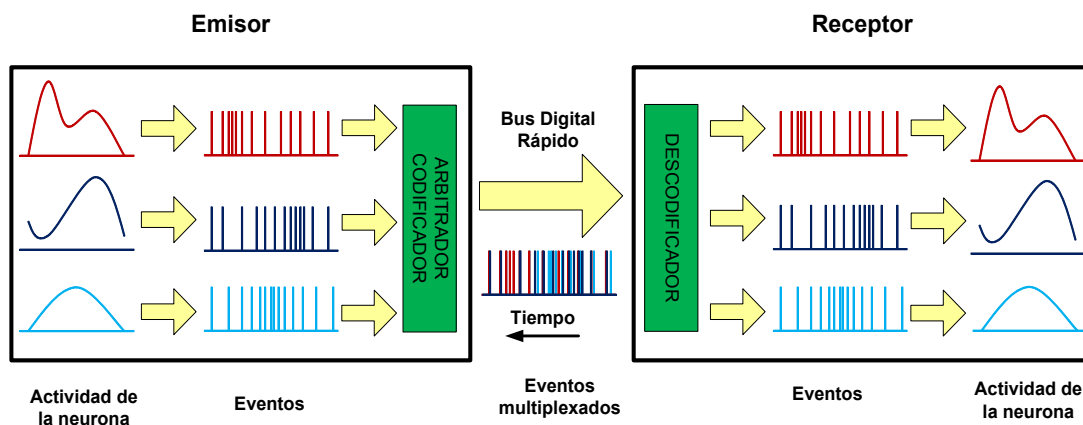 Emisor
Receptor
ARBITRADOR
CODIFICADOR
Bus Digital
Rápido
DESCODIFICADOR
Tiempo
Actividad de
la neurona
Eventos
Eventos
multiplexados
Eventos
Actividad de
la neurona